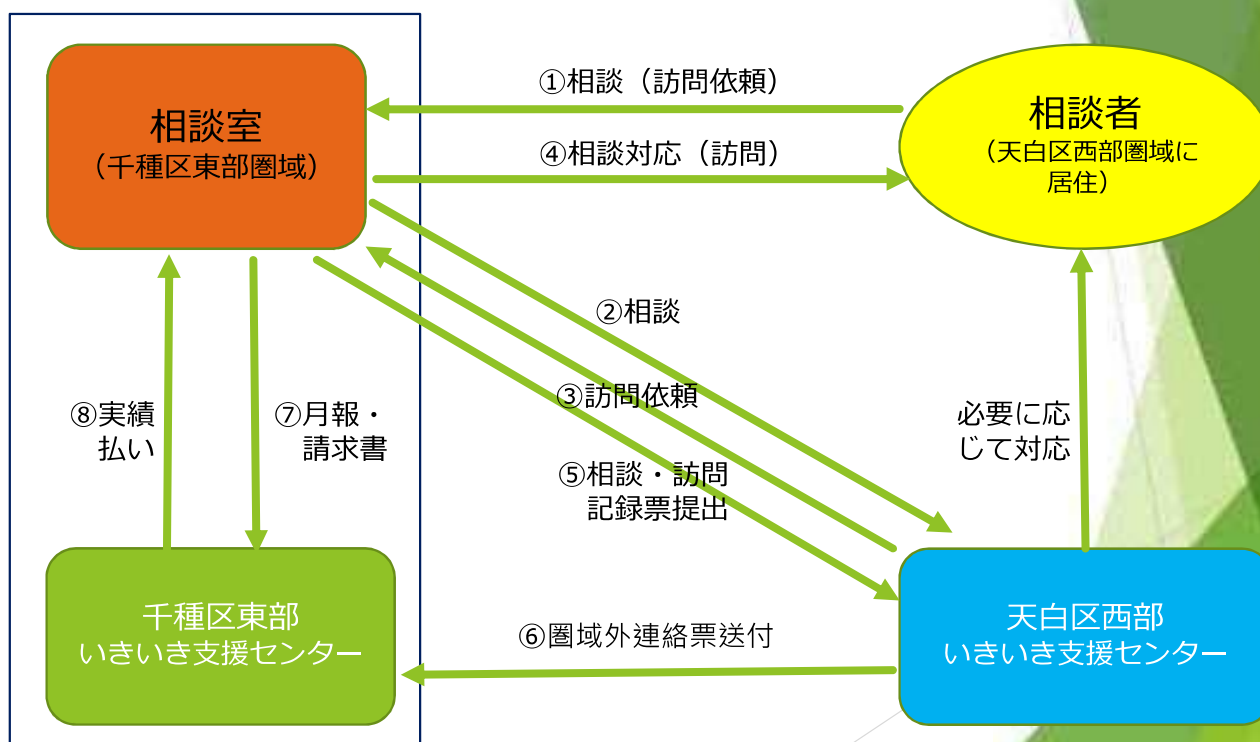 相談室
（千種区東部圏域）
①相談（訪問依頼）
④相談対応（訪問）
相談者
（天白区西部圏域に
居住）
②相談
③訪問依頼
⑤相談・訪問
記録票提出
⑧実績
払い
⑦月報・
請求書
必要に応
じて対応
千種区東部
いきいき支援センター
⑥圏域外連絡票送付
天白区西部
いきいき支援センター